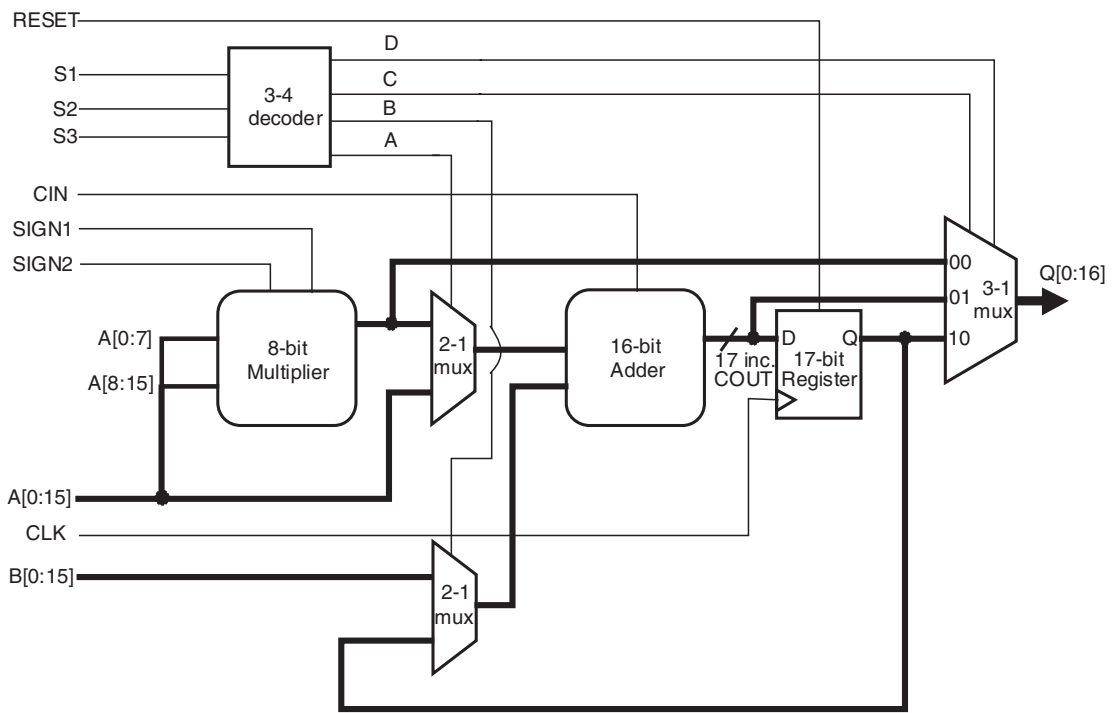 RESET
D
S1
3-4
decoder
C
S2
B
S3
A
CIN
SIGN1
SIGN2
00
Q[0:16]
01
3-1
mux
A[0:7]
8-bit
Multiplier
2-1
mux
16-bit
Adder
17 inc.
COUT
D
Q
17-bit
Register
10
A[8:15]
A[0:15]
CLK
B[0:15]
2-1
mux